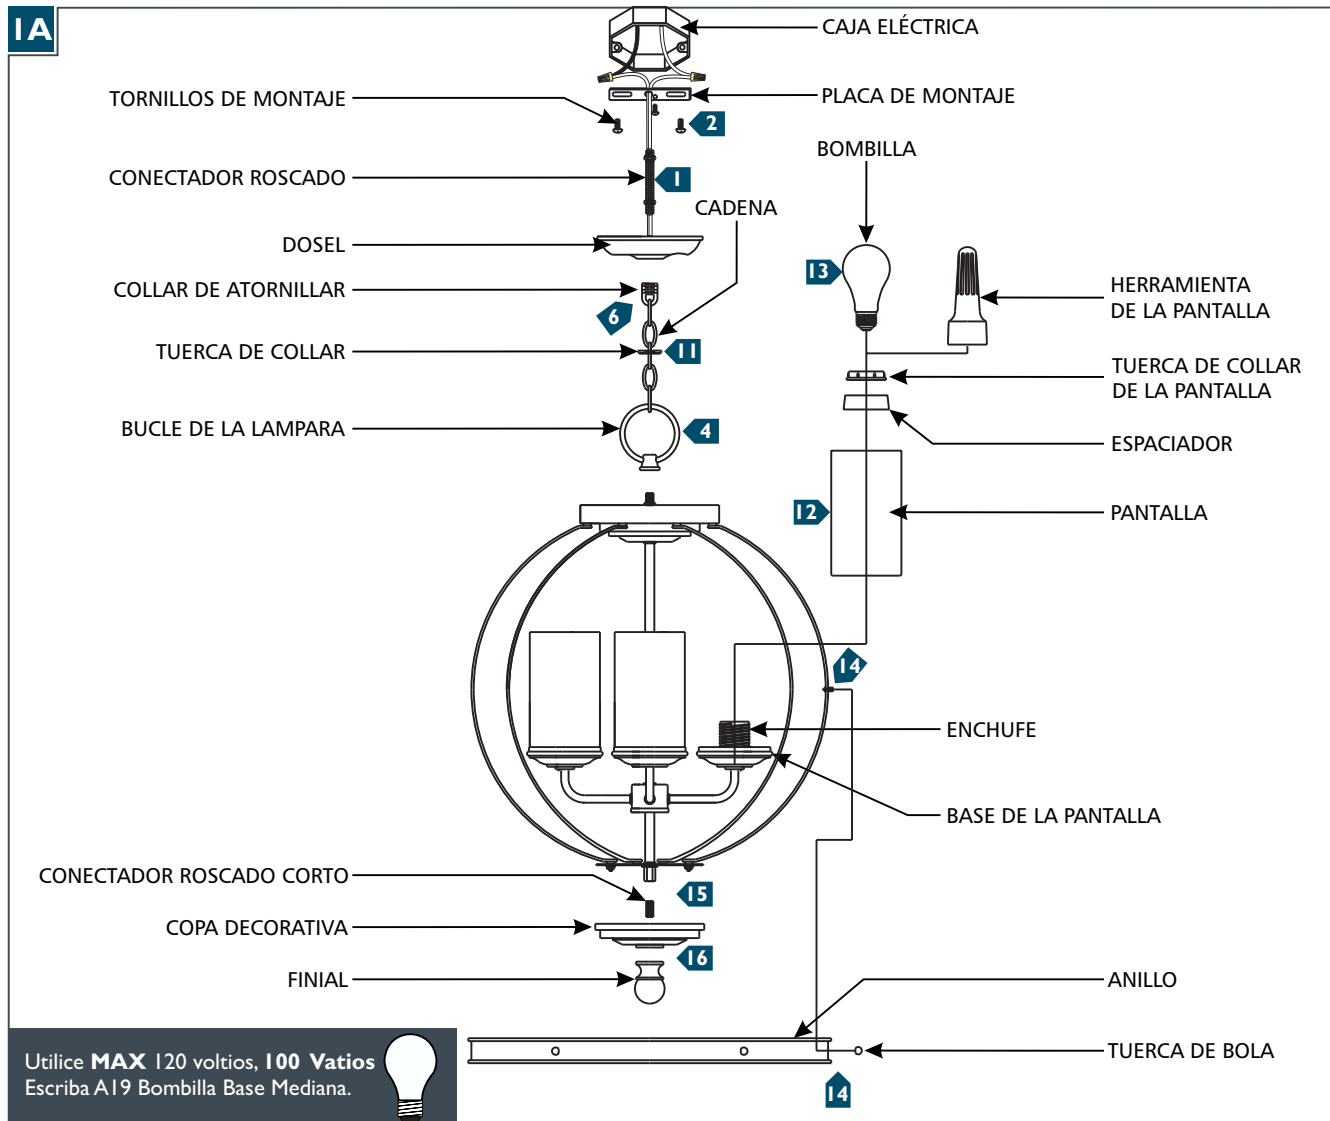 1A
CAJA ELÉCTRICA
TORNILLOS DE MONTAJE
PLACA DE MONTAJE
2
BOMBILLA
CONECTADOR ROSCADO
1
CADENA
DOSEL
13
COLLAR DE ATORNILLAR
HERRAMIENTA
DE LA PANTALLA
6
TUERCA DE COLLAR
11
TUERCA DE COLLAR
DE LA PANTALLA
BUCLE DE LA LAMPARA
4
ESPACIADOR
12
PANTALLA
14
ENCHUFE
BASE DE LA PANTALLA
CONECTADOR ROSCADO CORTO
15
COPA DECORATIVA
16
FINIAL
ANILLO
TUERCA DE BOLA
14
Utilice MAX 120 voltios, 100 Vatios
Escriba A19 Bombilla Base Mediana.